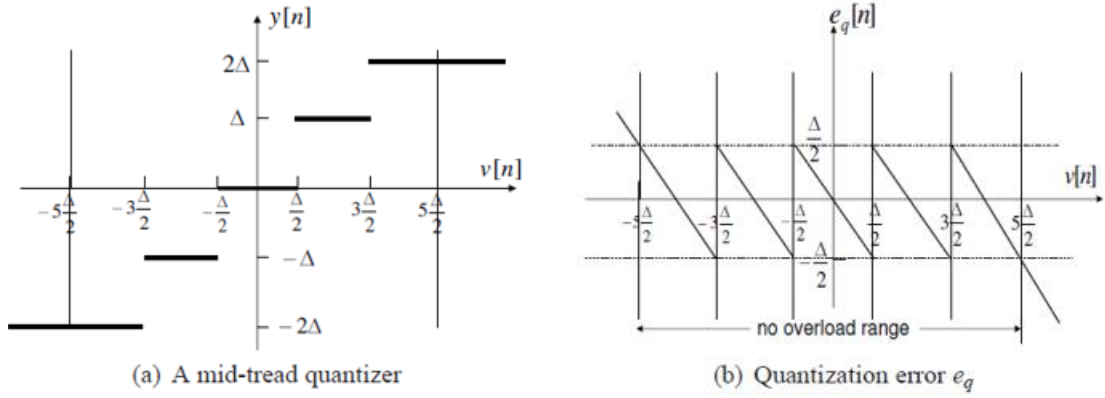 y[n]
2Δ
Δ
v[n]
-5Δ/2
-3Δ/2
-Δ/2
Δ/2
3Δ/2
5Δ/2
-Δ
-2Δ
(a) A mid-tread quantizer
e_q[n]
Δ/2
v[n]
-5Δ/2
-3Δ/2
-Δ/2
Δ/2
3Δ/2
5Δ/2
-Δ/2
no overload range
(b) Quantization error e_q